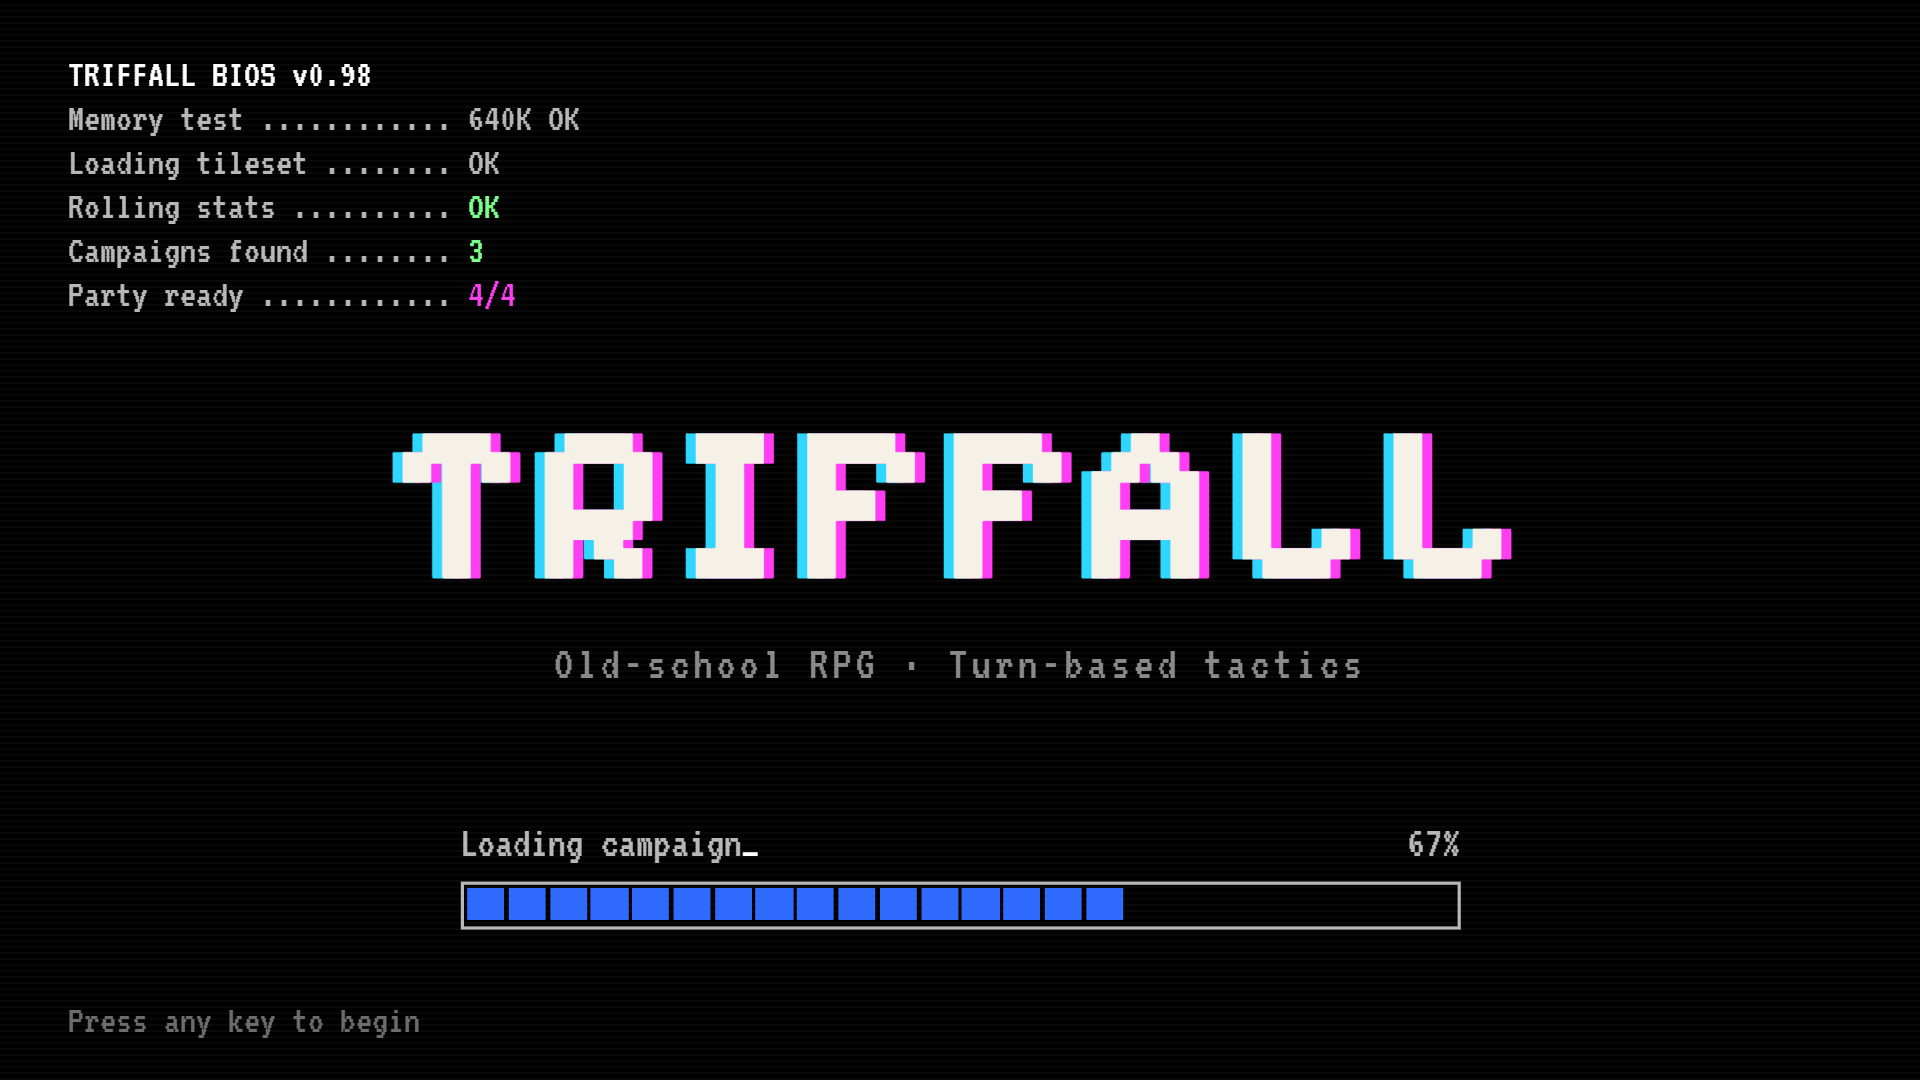 TRIFFALL BIOS v0.98
Memory test ............ 640K OK
Loading tileset ........ OK
Rolling stats .......... OK
Campaigns found ........ 3
Party ready ............ 4/4
TRIFFALL
Old-school RPG · Turn-based tactics
Loading campaign_ 67%
Press any key to begin